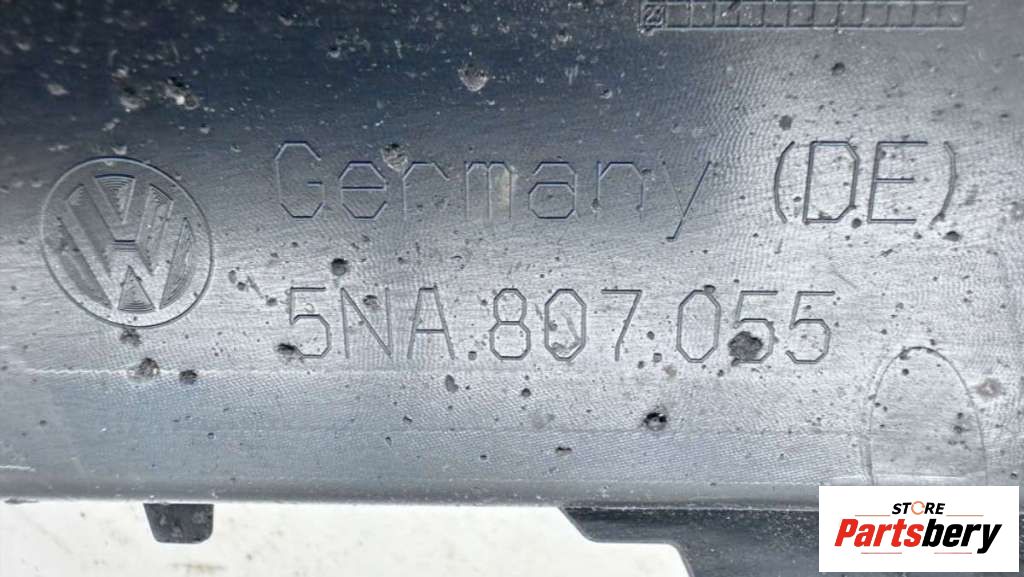 Germany (DE)
5NA.807.055
STORE
Partsbery